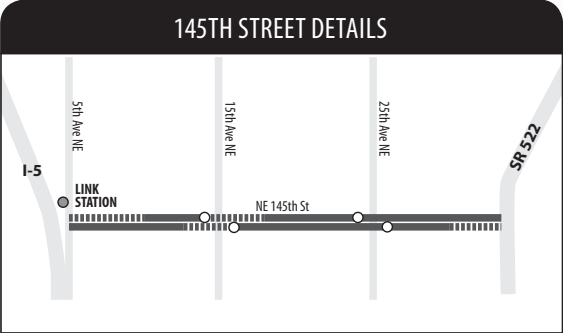 145TH STREET DETAILS
5th Ave NE
15th Ave NE
25th Ave NE
I-5
SR 522
LINK
STATION
NE 145th St